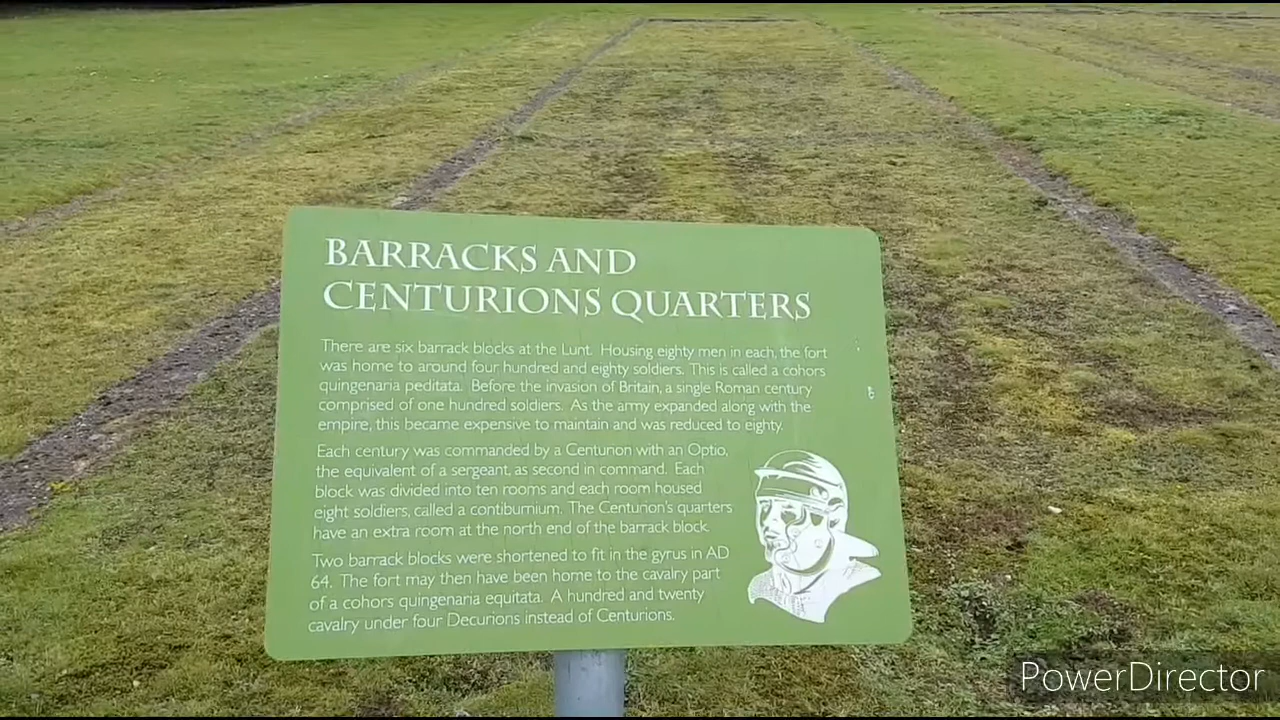 BARRACKS AND
CENTURIONS QUARTERS
There are six barrack blocks at the Lunt. Housing eighty men in each, the fort
was home to around four hundred and eighty soldiers. This is called a cohors
quingenaria peditata. Before the invasion of Britain, a single Roman century
comprised of one hundred soldiers. As the army expanded along with the
empire, this became expensive to maintain and was reduced to eighty.
Each century was commanded by a Centurion with an Optio,
the equivalent of a sergeant, as second in command. Each
block was divided into ten rooms and each room housed
eight soldiers, called a contiburnium. The Centurion's quarters
have an extra room at the north end of the barrack block.
Two barrack blocks were shortened to fit in the gyrus in AD
64. The fort may then have been home to the cavalry part
of a cohors quingenaria equitata. A hundred and twenty
cavalry under four Decurions instead of Centurions.
PowerDirector